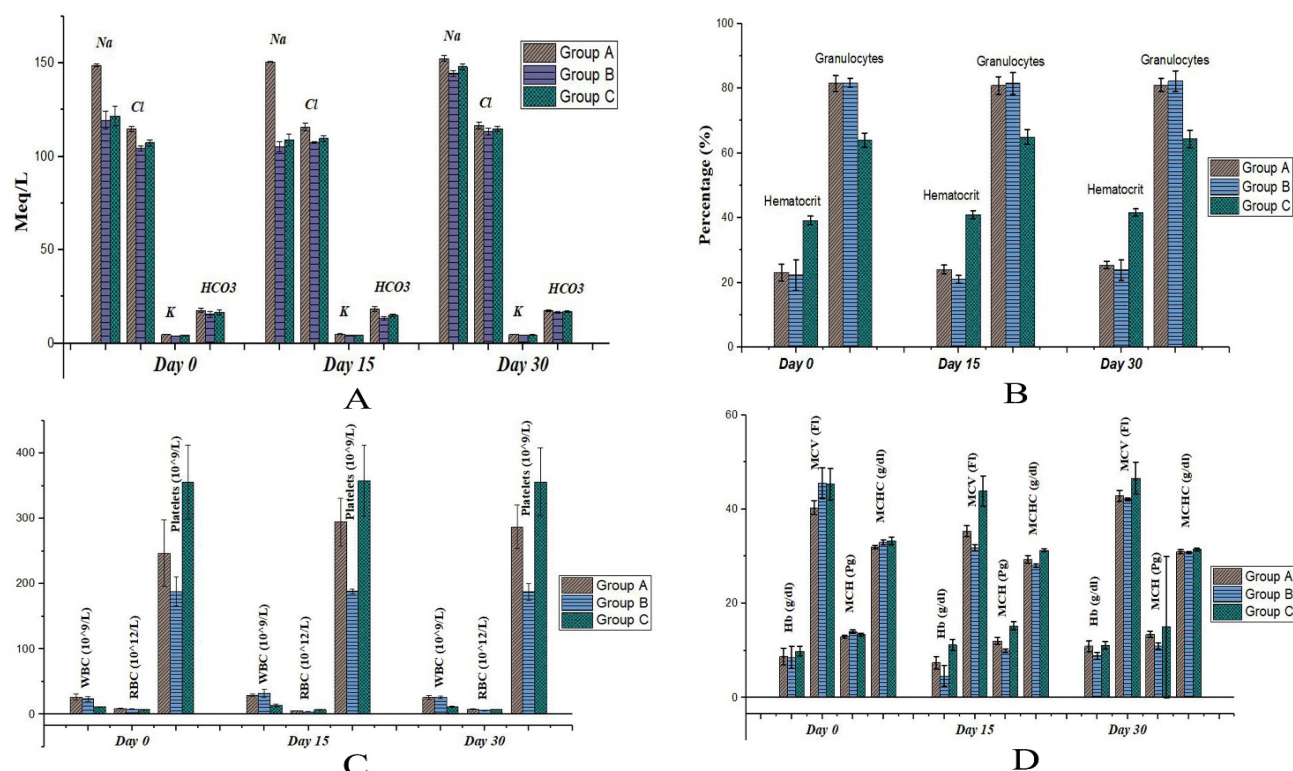 150
100
50
0
Meq/L
Na
Cl
K
HCO3
Na
Cl
K
HCO3
Na
Cl
K
HCO3
Group A
Group B
Group C
Day 0
Day 15
Day 30
A
100
80
60
40
20
0
Percentage (%)
Hematocrit
Granulocytes
Hematocrit
Granulocytes
Hematocrit
Granulocytes
Group A
Group B
Group C
Day 0
Day 15
Day 30
B
400
300
200
100
0
WBC (10^9/L)
RBC (10^12/L)
Platelets (10^9/L)
WBC (10^9/L)
RBC (10^12/L)
Platelets (10^9/L)
WBC (10^9/L)
RBC (10^12/L)
Platelets (10^9/L)
Group A
Group B
Group C
Day 0
Day 15
Day 30
C
60
40
20
0
Hb (g/dl)
MCV (Fl)
MCH (Pg)
MCHC (g/dl)
Hb (g/dl)
MCV (Fl)
MCH (Pg)
MCHC (g/dl)
Hb (g/dl)
MCV (Fl)
MCH (Pg)
MCHC (g/dl)
Group A
Group B
Group C
Day 0
Day 15
Day 30
D